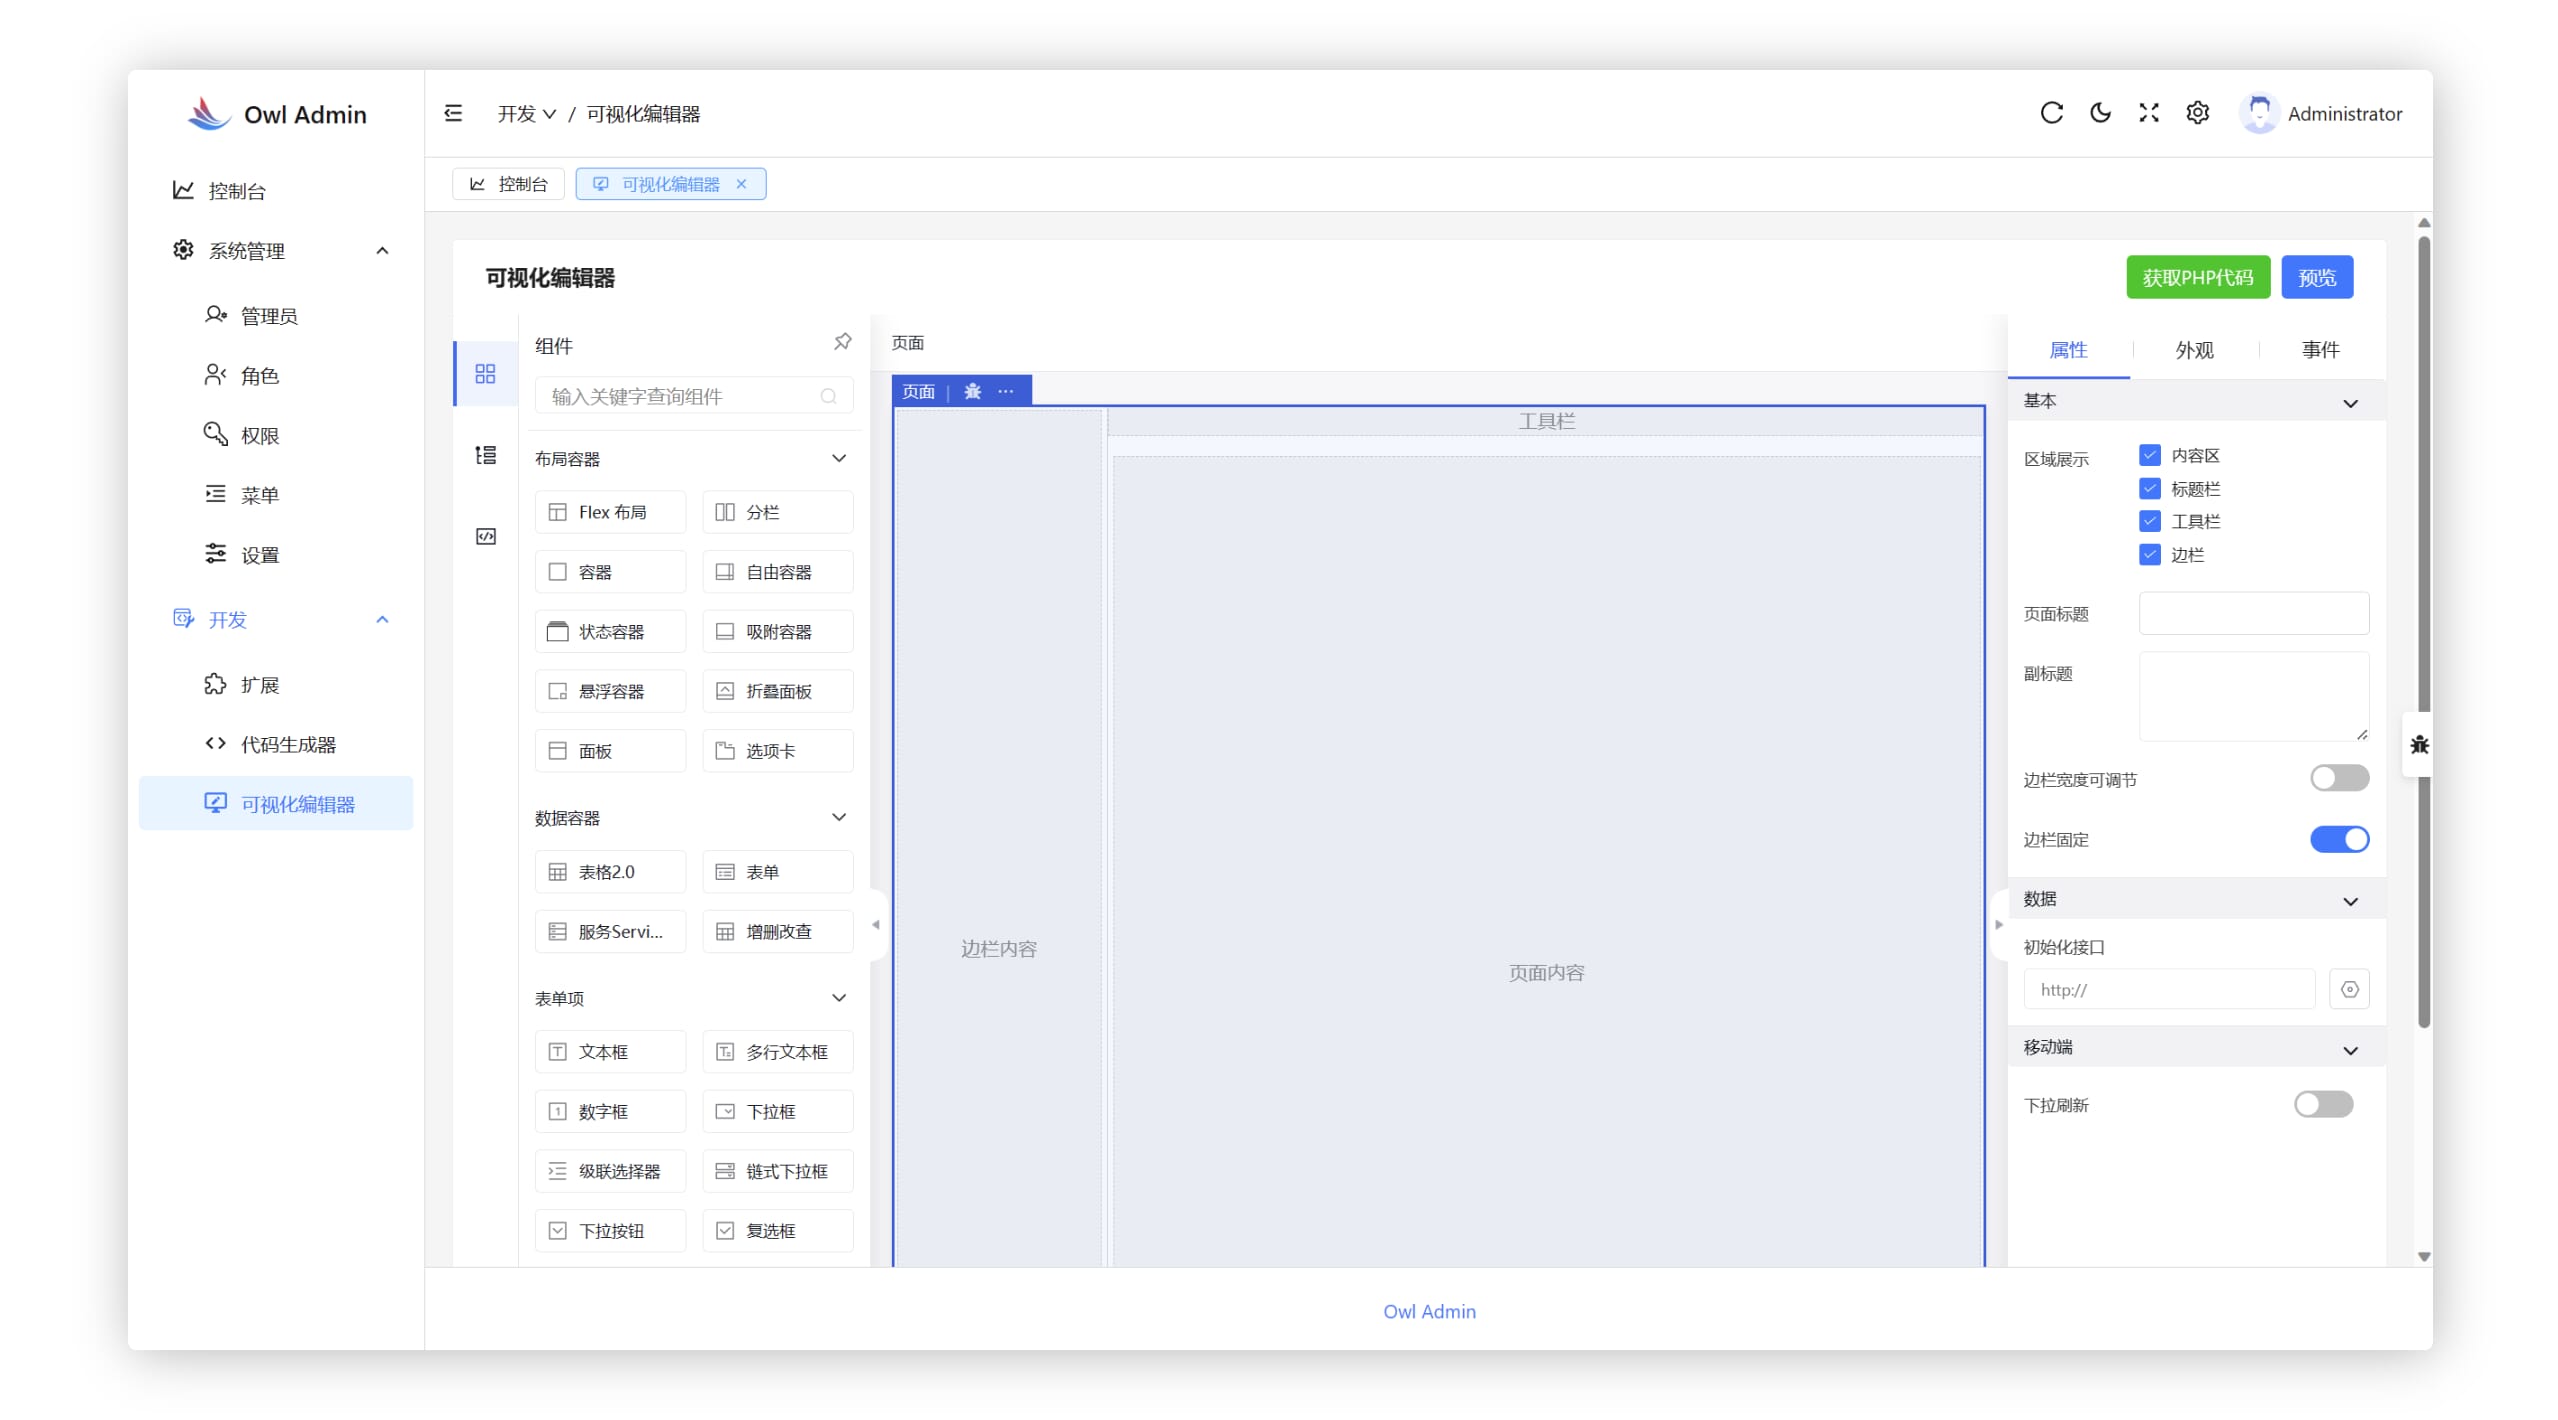 Owl Admin
控制台
系统管理
管理员
角色
权限
菜单
设置
开发
扩展
代码生成器
可视化编辑器
开发 / 可视化编辑器
Administrator
控制台
可视化编辑器
可视化编辑器
获取PHP代码
预览
组件
输入关键字查询组件
布局容器
Flex 布局
分栏
容器
自由容器
状态容器
吸附容器
悬浮容器
折叠面板
面板
选项卡
数据容器
表格2.0
表单
服务Servi...
增删改查
表单项
文本框
多行文本框
数字框
下拉框
级联选择器
链式下拉框
下拉按钮
复选框
页面
页面
工具栏
边栏内容
页面内容
属性
外观
事件
基本
区域展示
内容区
标题栏
工具栏
边栏
页面标题
副标题
边栏宽度可调节
边栏固定
数据
初始化接口
http://
移动端
下拉刷新
Owl Admin